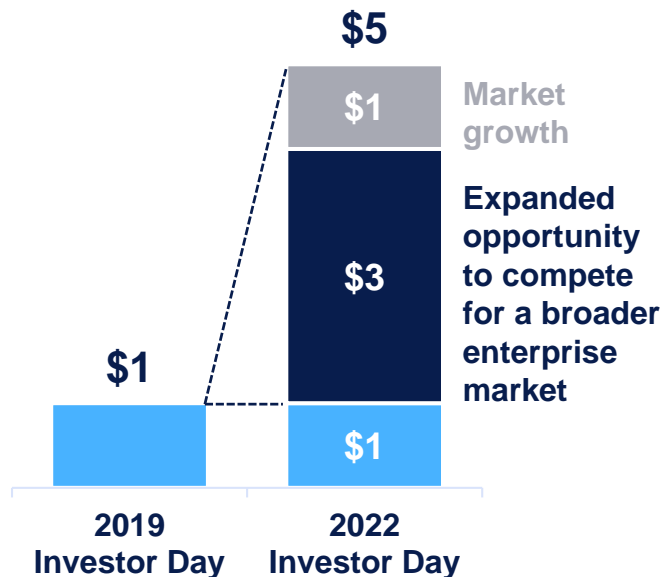 $5
$1
Market
growth
$3
Expanded
opportunity
to compete
for a broader
enterprise
market
$1
$1
2019
Investor Day
2022
Investor Day